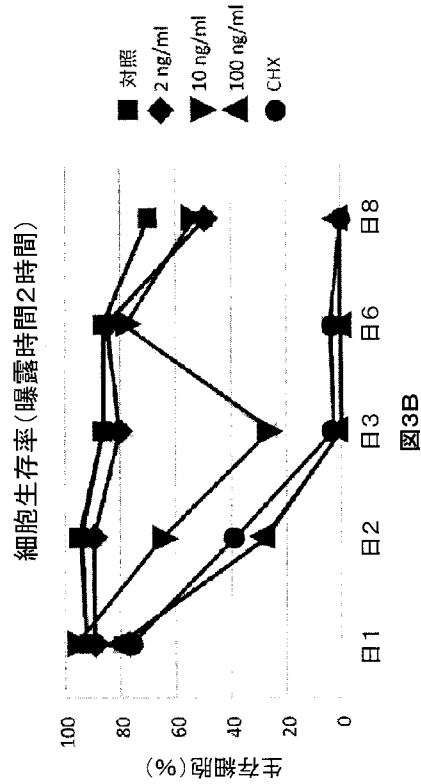 細胞生存率(曝露時間2時間)
生存細胞(%)
100
80
60
40
20
0
日1
日2
日3
日6
日8
対照
2 ng/ml
10 ng/ml
100 ng/ml
CHX
図3B